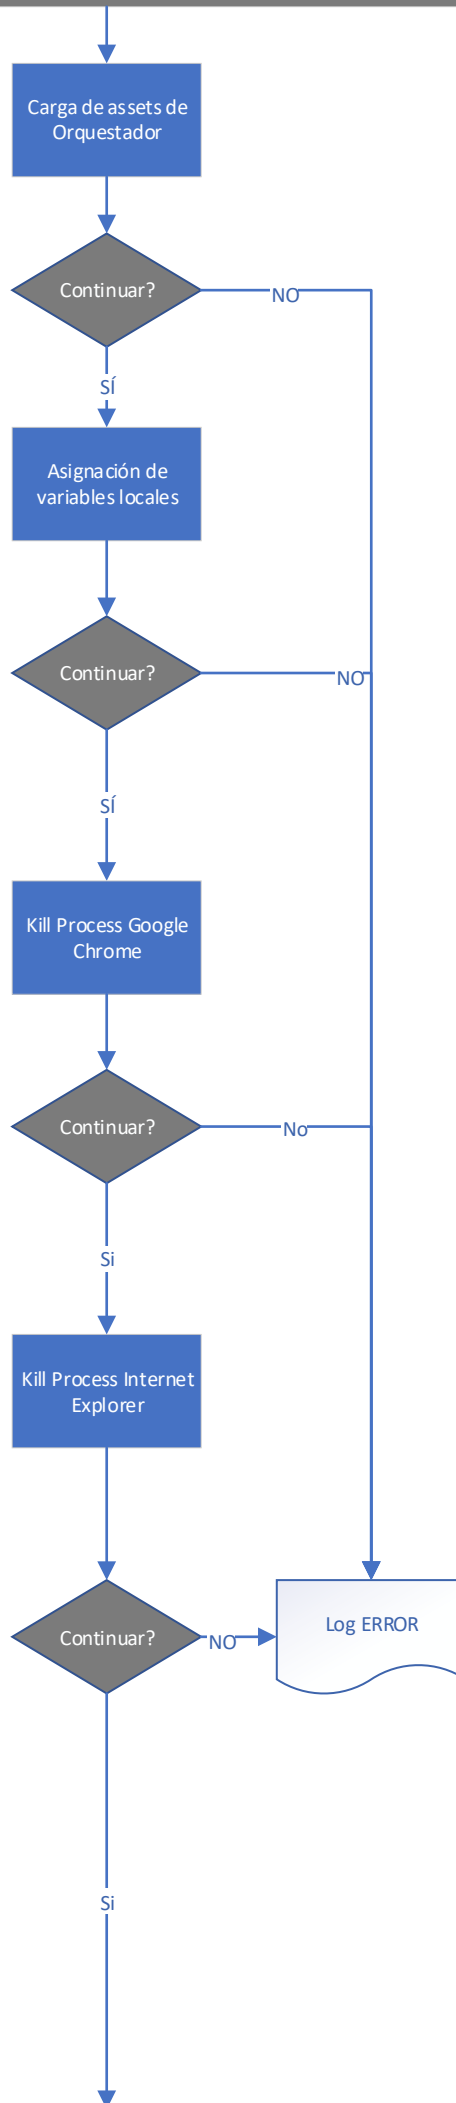 Carga de assets de
Orquestador
Continuar?
NO
SÍ
Asignación de
variables locales
Continuar?
NO
SÍ
Kill Process Google
Chrome
Continuar?
No
Si
Kill Process Internet
Explorer
Continuar?
NO
Log ERROR
Si